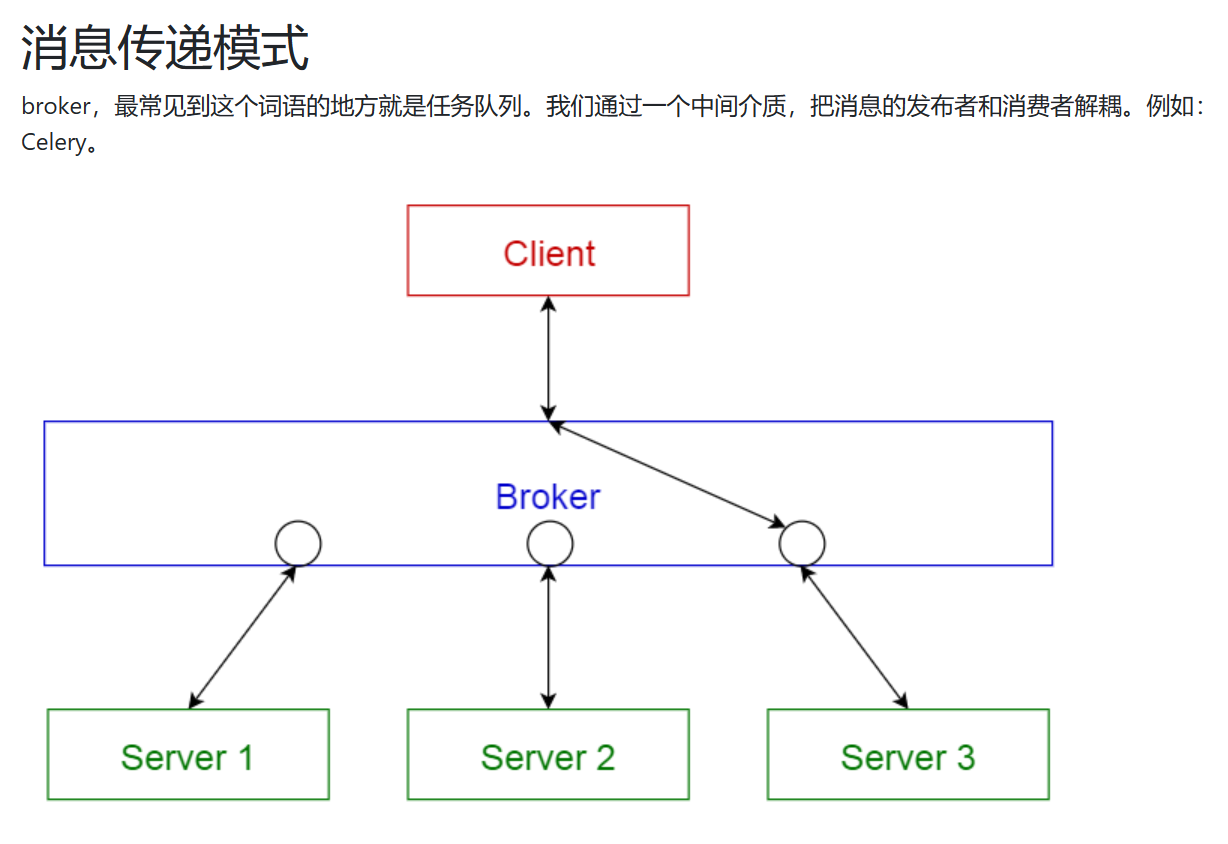 消息传递模式
broker，最常见到这个词语的地方就是任务队列。我们通过一个中间介质，把消息的发布者和消费者解耦。例如：
Celery。
Client
Broker
Server 1
Server 2
Server 3